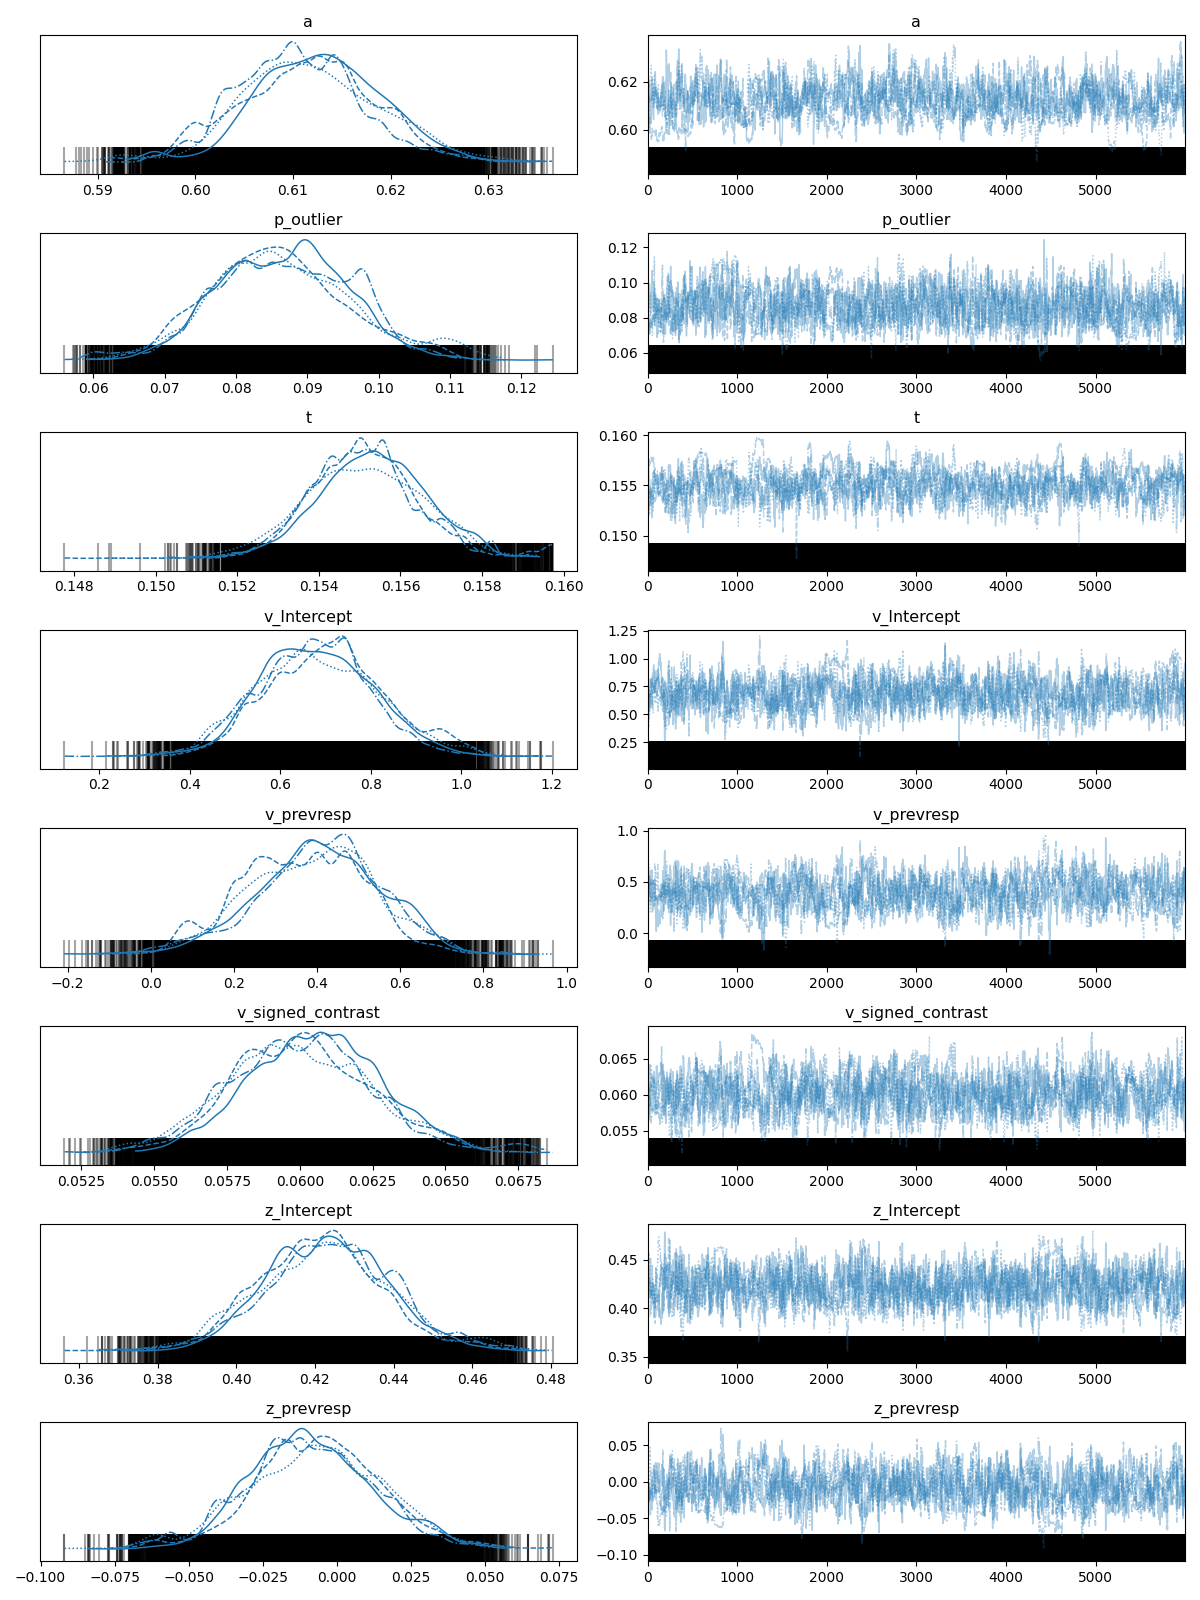 a a
0.62
0.60
0.59 0.60 0.61 0.62 0.63 0 1000 2000 3000 4000 5000
p_outlier p_outlier
0.12
0.10
0.08
0.06
0.06 0.07 0.08 0.09 0.10 0.11 0.12 0 1000 2000 3000 4000 5000
t t
0.160
0.155
0.150
0.148 0.150 0.152 0.154 0.156 0.158 0.160 0 1000 2000 3000 4000 5000
v_Intercept v_Intercept
1.25
1.00
0.75
0.50
0.25
0.2 0.4 0.6 0.8 1.0 1.2 0 1000 2000 3000 4000 5000
v_prevresp v_prevresp
1.0
0.5
0.0
−0.2 0.0 0.2 0.4 0.6 0.8 1.0 0 1000 2000 3000 4000 5000
v_signed_contrast v_signed_contrast
0.065
0.060
0.055
0.0525 0.0550 0.0575 0.0600 0.0625 0.0650 0.0675 0 1000 2000 3000 4000 5000
z_Intercept z_Intercept
0.45
0.40
0.35
0.36 0.38 0.40 0.42 0.44 0.46 0.48 0 1000 2000 3000 4000 5000
z_prevresp z_prevresp
0.05
0.00
−0.05
−0.10
−0.100 −0.075 −0.050 −0.025 0.000 0.025 0.050 0.075 0 1000 2000 3000 4000 5000